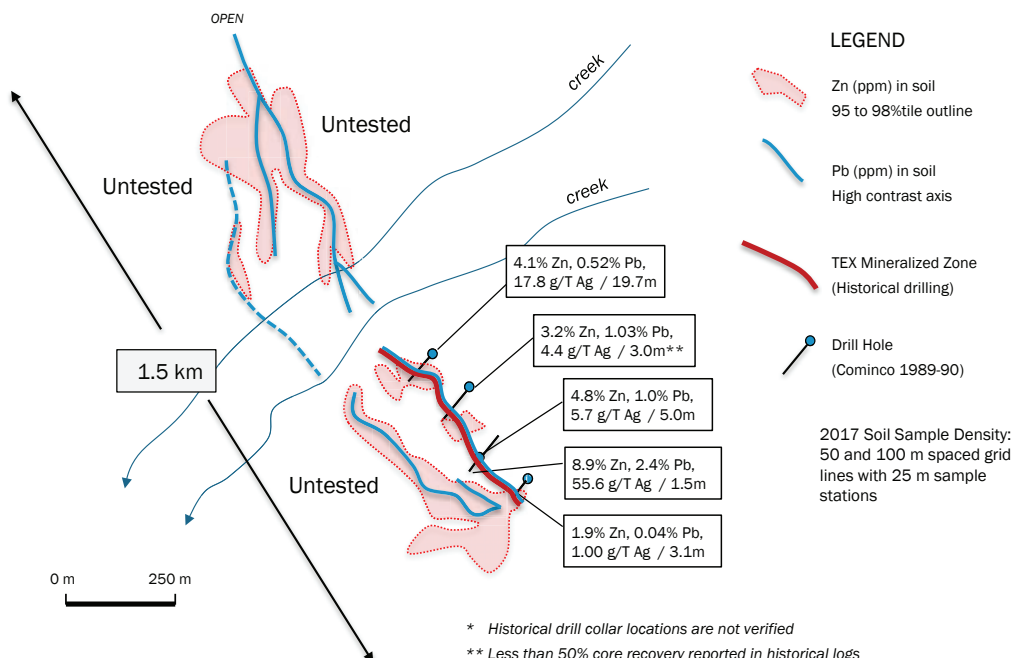 OPEN
LEGEND
creek
Zn (ppm) in soil
95 to 98%tile outline
Untested
Untested
Pb (ppm) in soil
High contrast axis
creek
4.1% Zn, 0.52% Pb,
17.8 g/T Ag / 19.7m
TEX Mineralized Zone
(Historical drilling)
3.2% Zn, 1.03% Pb,
4.4 g/T Ag / 3.0m**
Drill Hole
(Cominco 1989-90)
1.5 km
4.8% Zn, 1.0% Pb,
5.7 g/T Ag / 5.0m
2017 Soil Sample Density:
50 and 100 m spaced grid
lines with 25 m sample
stations
8.9% Zn, 2.4% Pb,
55.6 g/T Ag / 1.5m
Untested
1.9% Zn, 0.04% Pb,
1.00 g/T Ag / 3.1m
0 m 250 m
* Historical drill collar locations are not verified
** Less than 50% core recovery reported in historical logs